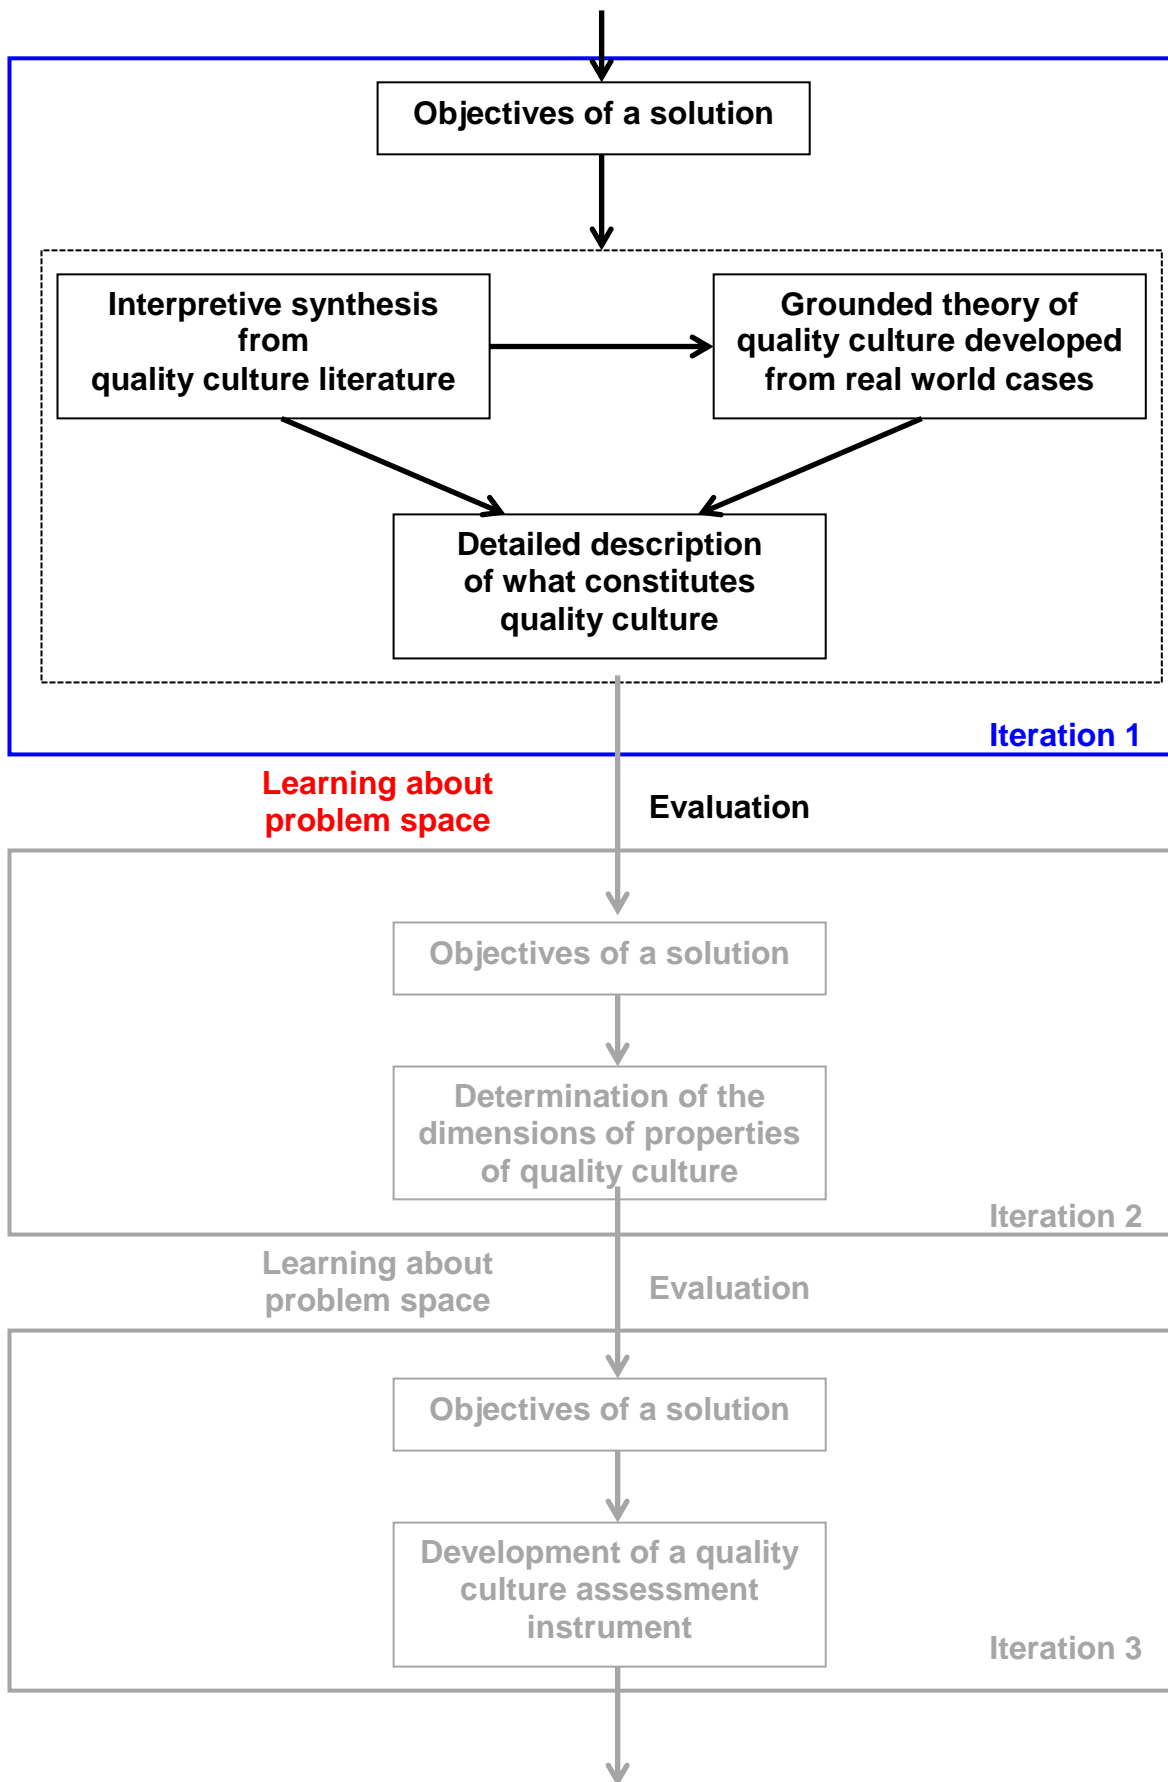 Objectives of a solution
Interpretive synthesis
from
quality culture literature
Grounded theory of
quality culture developed
from real world cases
Detailed description
of what constitutes
quality culture
Iteration 1
Learning about
problem space
Evaluation
Objectives of a solution
Determination of the
dimensions of properties
of quality culture
Iteration 2
Learning about
problem space
Evaluation
Objectives of a solution
Development of a quality
culture assessment
instrument
Iteration 3